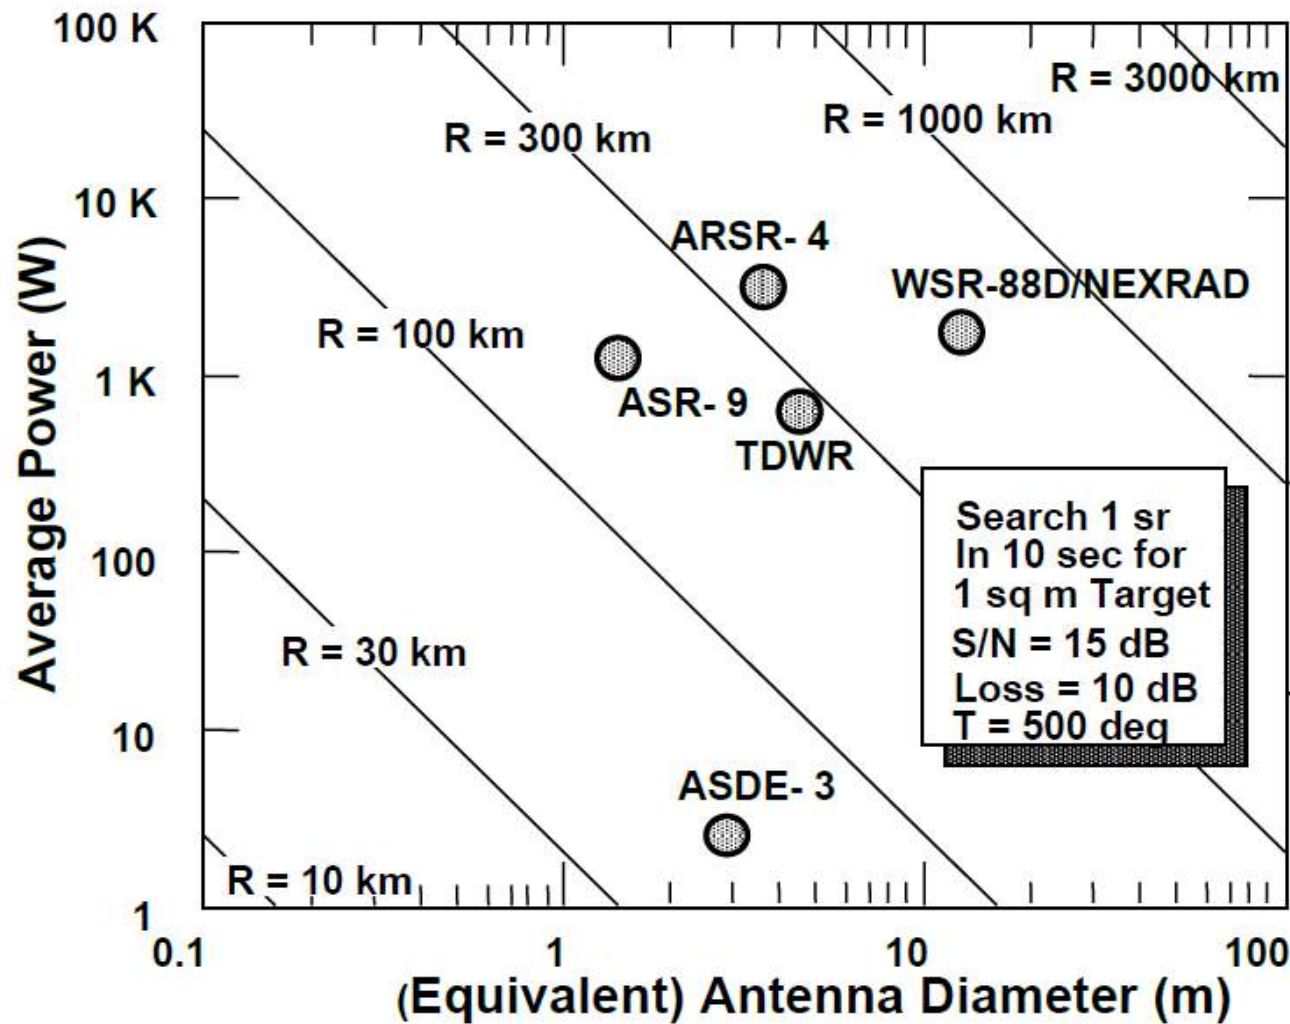 100 K
R = 3000 km
R = 1000 km
R = 300 km
10 K
ARSR- 4
WSR-88D/NEXRAD
R = 100 km
1 K
ASR- 9
TDWR
Search 1 sr
In 10 sec for
1 sq m Target
S/N = 15 dB
Loss = 10 dB
T = 500 deg
100
R = 30 km
10
ASDE- 3
R = 10 km
1
0.1
1
10
100
Average Power (W)
(Equivalent) Antenna Diameter (m)